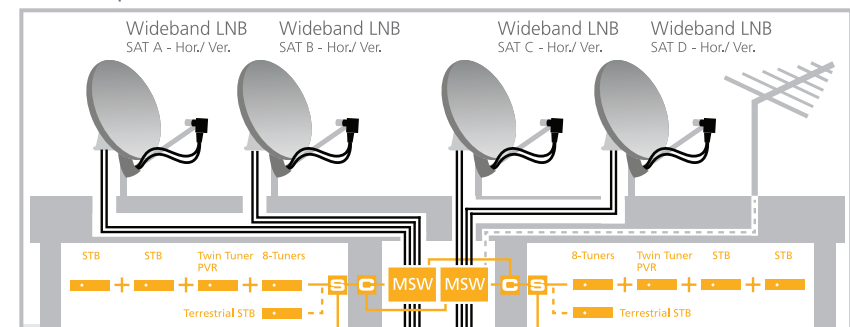 Wideband LNB
SAT A - Hor./ Ver.
Wideband LNB
SAT B - Hor./ Ver.
Wideband LNB
SAT C - Hor./ Ver.
Wideband LNB
SAT D - Hor./ Ver.
STB
STB
Twin Tuner
PVR
8-Tuners
S
C
MSW
MSW
C
S
8-Tuners
Twin Tuner
PVR
STB
STB
Terrestrial STB
Terrestrial STB